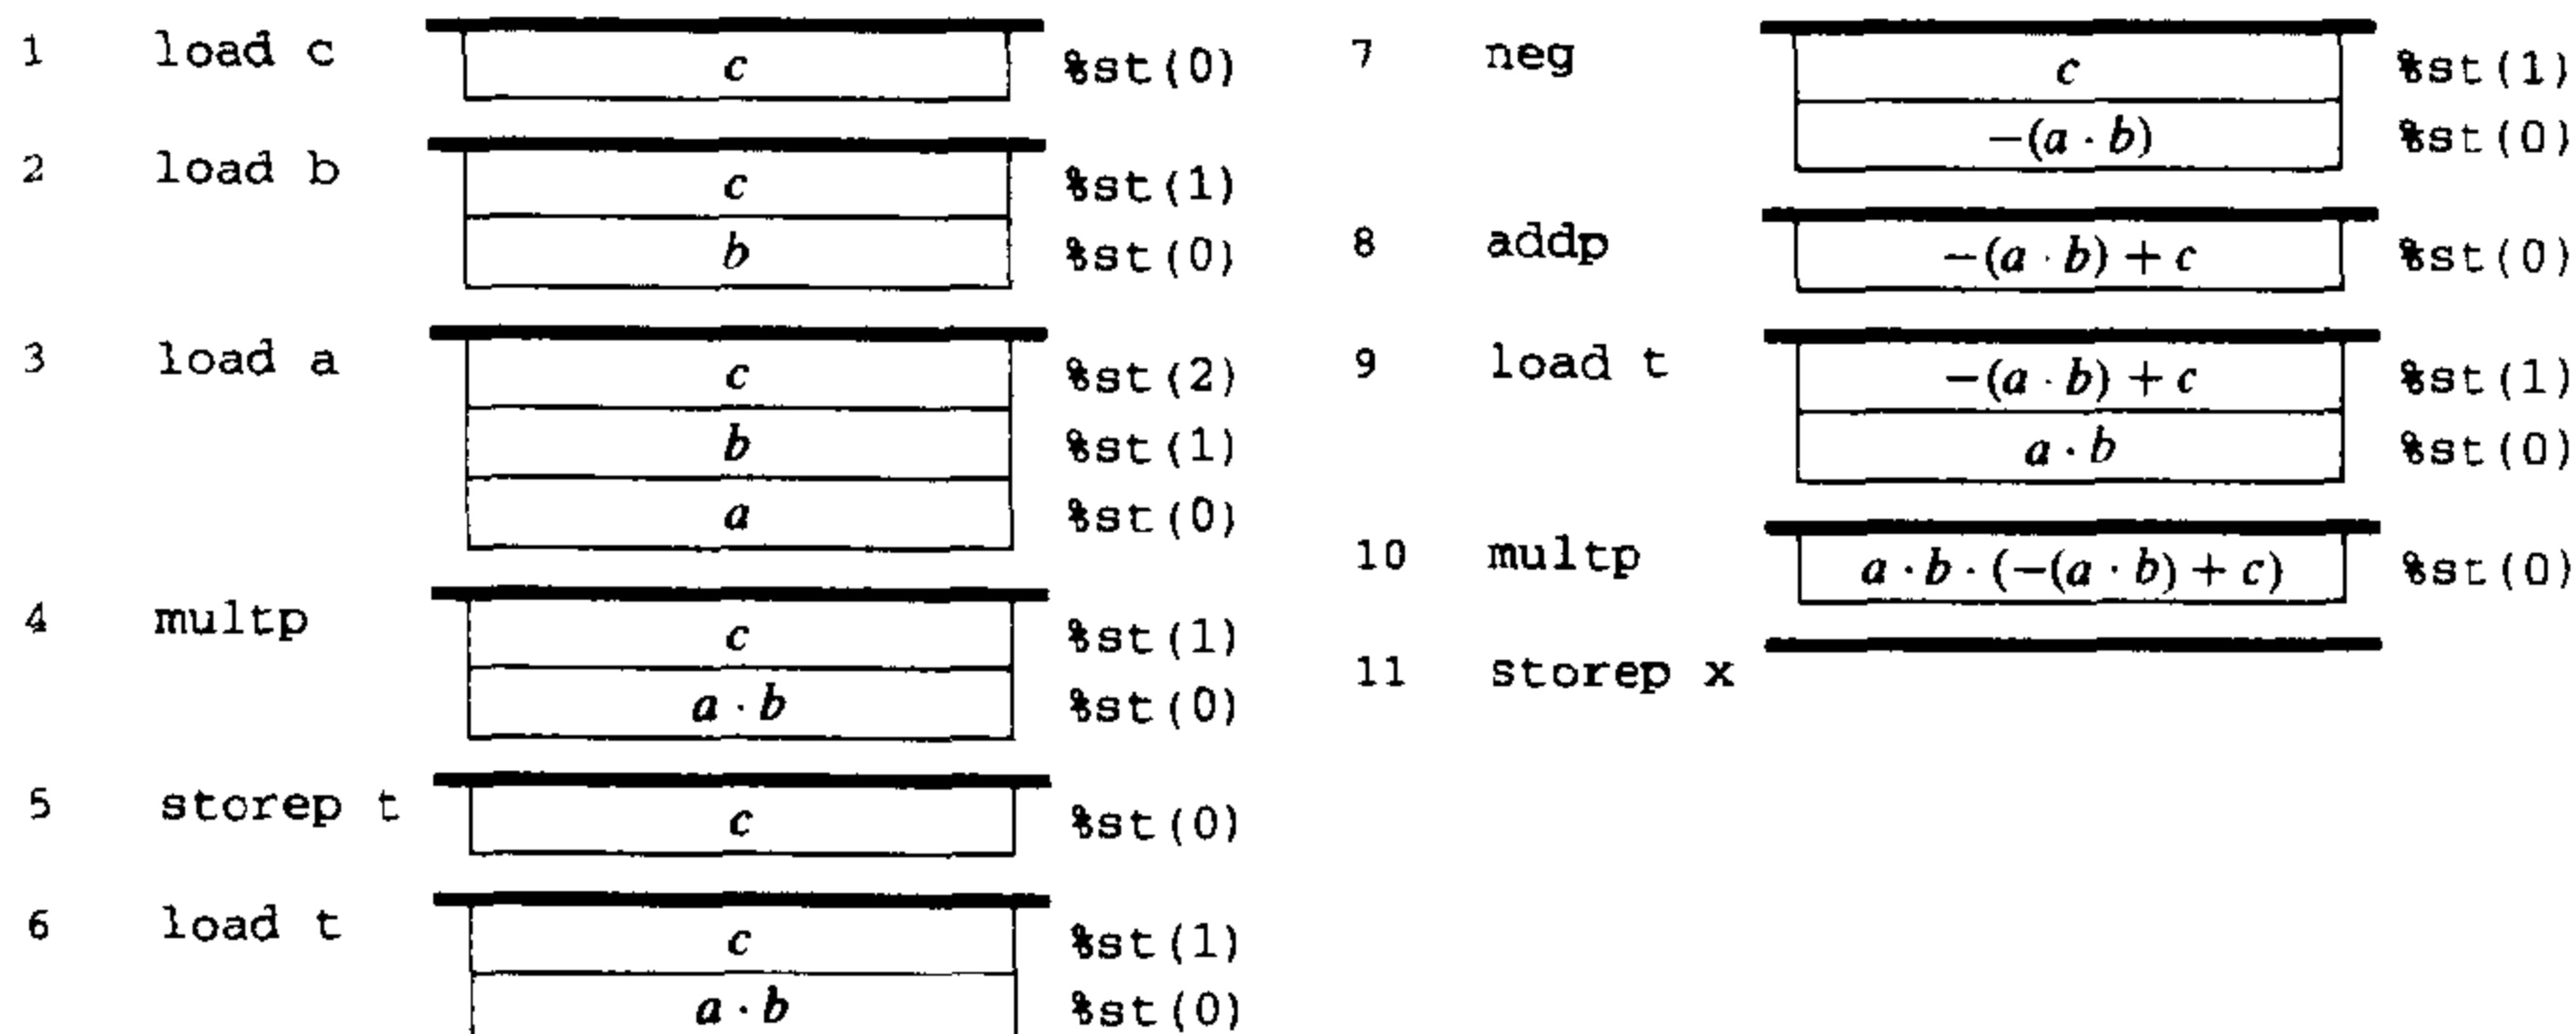 1 load c c %st(0)
2 load b c %st(1)
b %st(0)
3 load a c %st(2)
b %st(1)
a %st(0)
4 multp c %st(1)
a · b %st(0)
5 storep t c %st(0)
6 load t c %st(1)
a · b %st(0)
7 neg c %st(1)
−(a · b) %st(0)
8 addp −(a · b) + c %st(0)
9 load t −(a · b) + c %st(1)
a · b %st(0)
10 multp a · b · (−(a · b) + c) %st(0)
11 storep x